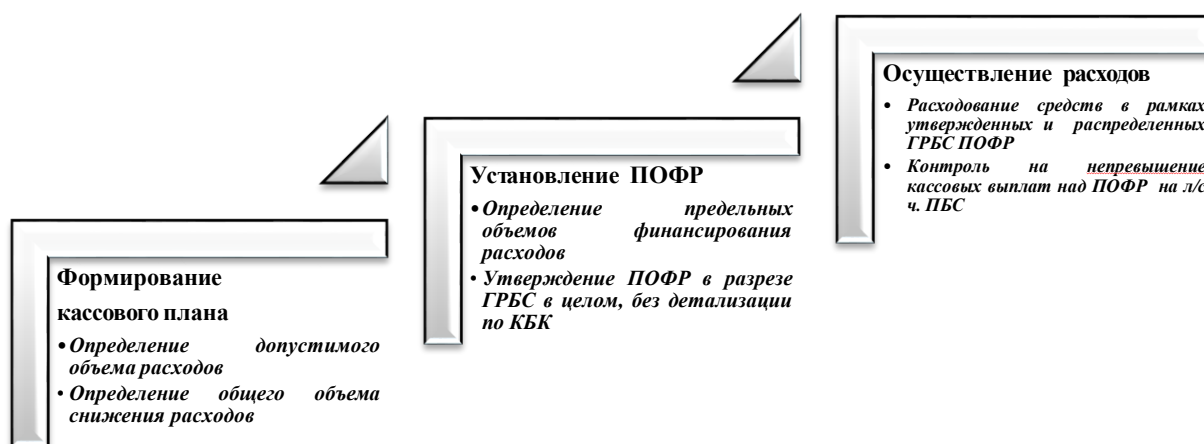 Формирование
кассового плана
• Определение допустимого
объема расходов
• Определение общего объема
снижения расходов
Установление ПОФР
• Определение предельных
объемов финансирования
расходов
• Утверждение ПОФР в разрезе
ГРБС в целом, без детализации
по КБК
Осуществление расходов
• Расходование средств в рамках
утвержденных и распределенных
ГРБС ПОФР
• Контроль на непревышение
кассовых выплат над ПОФР на л/с
ч. ПБС